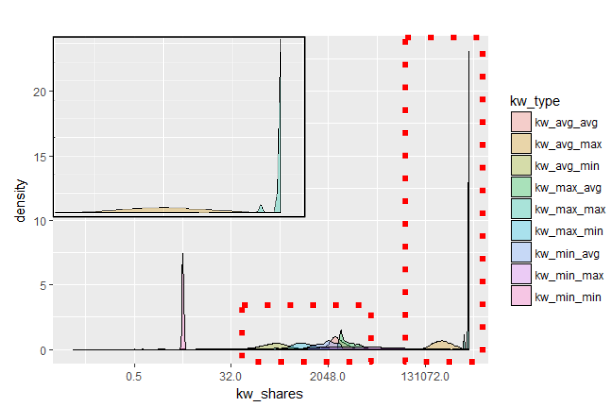 density
20
15
10
5
0
0.5 32.0 2048.0 131072.0
kw_shares
kw_type
kw_avg_avg
kw_avg_max
kw_avg_min
kw_max_avg
kw_max_max
kw_max_min
kw_min_avg
kw_min_max
kw_min_min